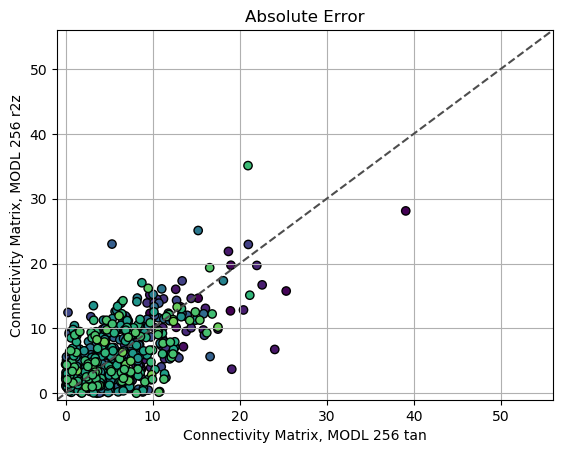 Absolute Error
Connectivity Matrix, MODL 256 r2z
50
40
30
20
10
0
0 10 20 30 40 50
Connectivity Matrix, MODL 256 tan